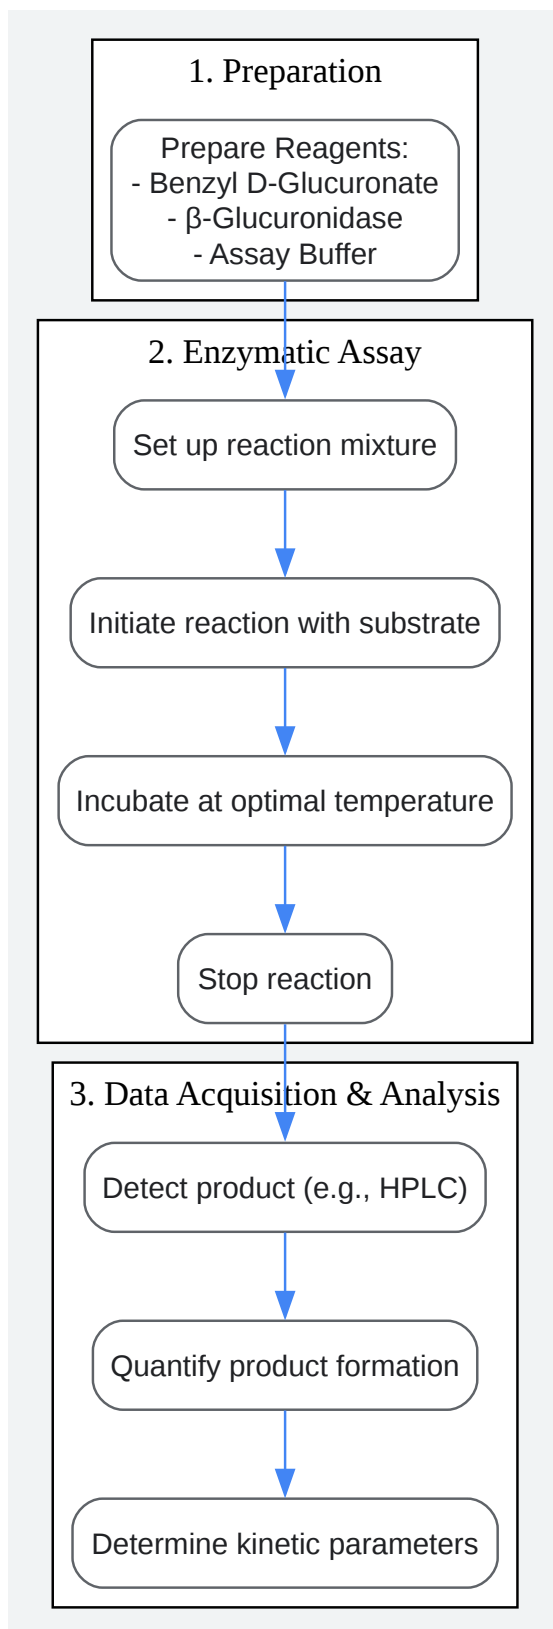 1. Preparation
Prepare Reagents:
- Benzyl D-Glucuronate
- β-Glucuronidase
- Assay Buffer
2. Enzymatic Assay
Set up reaction mixture
Initiate reaction with substrate
Incubate at optimal temperature
Stop reaction
3. Data Acquisition & Analysis
Detect product (e.g., HPLC)
Quantify product formation
Determine kinetic parameters